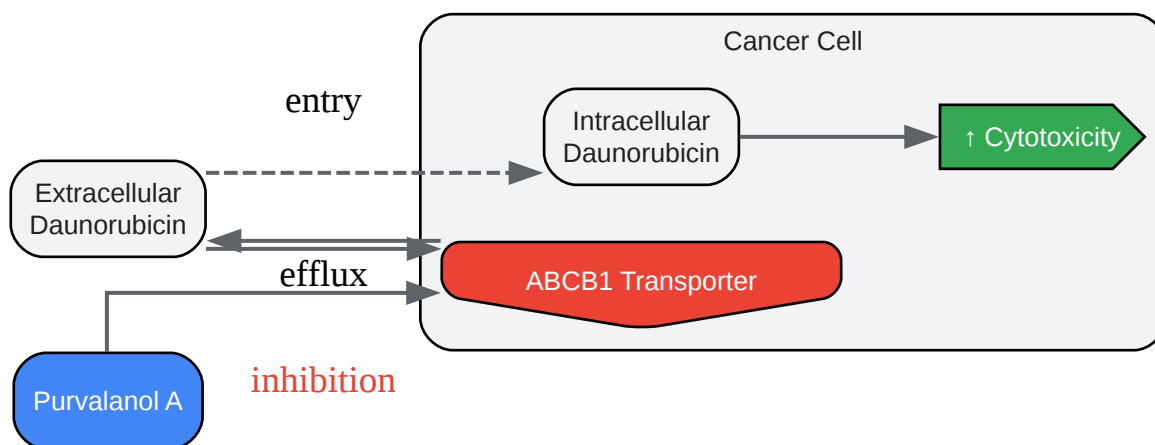 Cancer Cell
entry
Intracellular
Daunorubicin
↑ Cytotoxicity
Extracellular
Daunorubicin
efflux
ABCB1 Transporter
inhibition
Purvalanol A